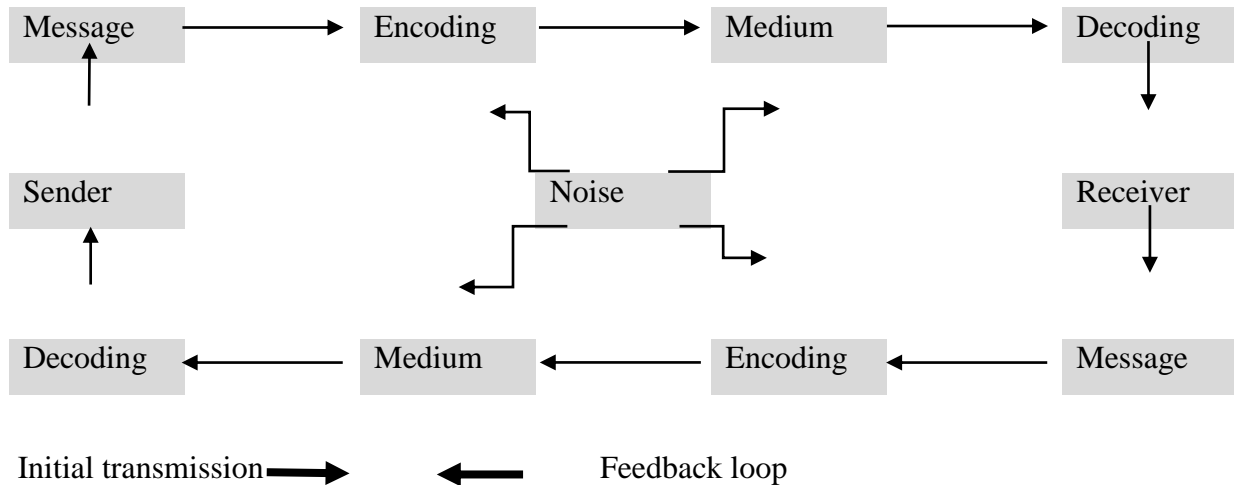 Message Encoding Medium Decoding
Sender Noise Receiver
Decoding Medium Encoding Message
Initial transmission Feedback loop